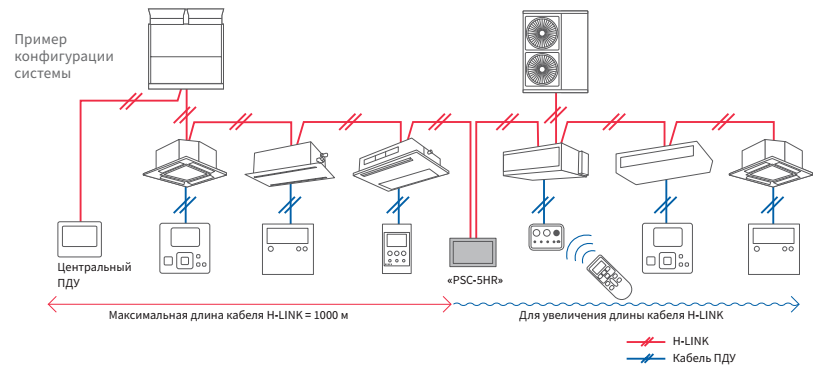 Пример
конфигурации
системы
Центральный
ПДУ
«PSC-5HR»
Максимальная длина кабеля H-LINK = 1000 м
Для увеличения длины кабеля H-LINK
H-LINK
Кабель ПДУ